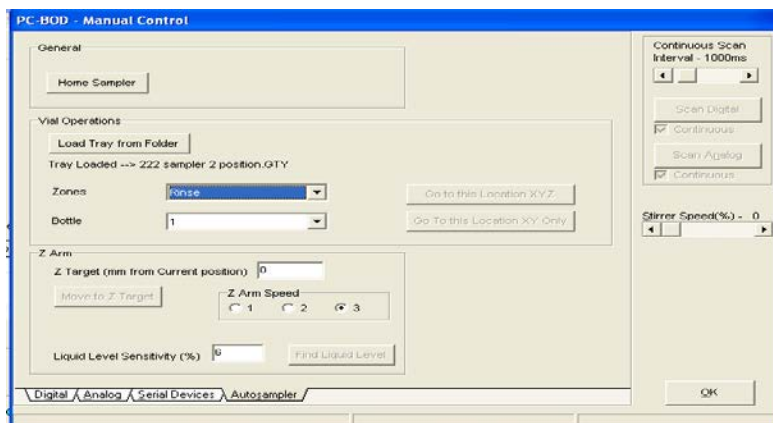 PC-BOD - Manual Control
General
Home Sampler
Vial Operations
Load Tray from Folder
Tray Loaded --> 222 sampler 2 position.GTY
Zones
Rinse
Go to this Location XYZ
Bottle
1
Go To this Location XY Only
Z Arm
Z Target (mm from Current position)
0
Move to Z Target
Z Arm Speed
1
2
3
Liquid Level Sensitivity (%)
6
Find Liquid Level
Digital
Analog
Serial Devices
Autosampler
Continuous Scan
Interval - 1000ms
Scan Digital
Continuous
Scan Analog
Continuous
Stirrer Speed(%) - 0
OK